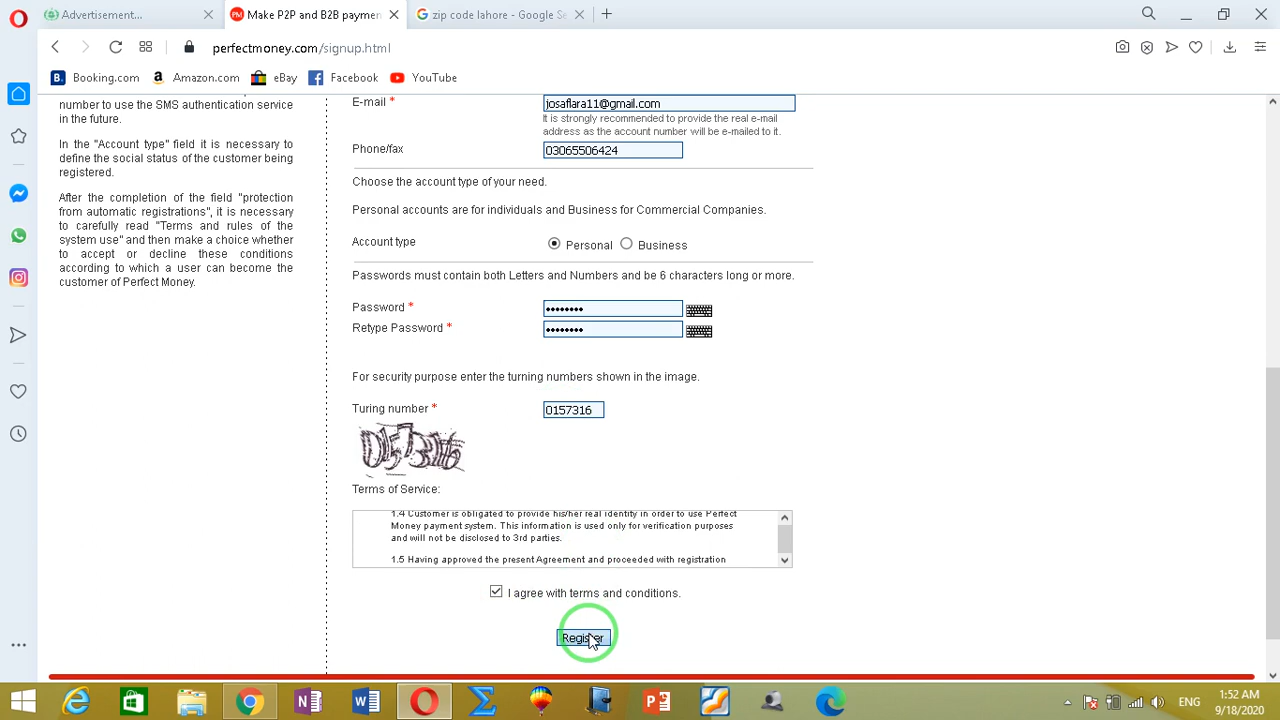 Advertisement...
Make P2P and B2B paymen
zip code lahore - Google Se
perfectmoney.com/signup.html
B. Booking.com
a Amazon.com
eBay
Facebook
YouTube
number to use the SMS authentication service
in the future.
In the "Account type" field it is necessary to
define the social status of the customer being
registered.
After the completion of the field "protection
from automatic registrations", it is necessary
to carefully read "Terms and rules of the
system use" and then make a choice whether
to accept or decline these conditions
according to which a user can become the
customer of Perfect Money.
E-mail *
josaflara11@gmail.com
It is strongly recommended to provide the real e-mail
address as the account number will be e-mailed to it.
Phone/fax
03065506424
Choose the account type of your need.
Personal accounts are for individuals and Business for Commercial Companies.
Account type
Personal
Business
Passwords must contain both Letters and Numbers and be 6 characters long or more.
Password *
Retype Password *
For security purpose enter the turning numbers shown in the image.
Turing number *
0157316
0157316
Terms of Service:
1.4 Customer is obligated to provide his/her real identity in order to use Perfect
Money payment system. This information is used only for verification purposes
and will not be disclosed to 3rd parties.
1.5 Having approved the present Agreement and proceeded with registration
I agree with terms and conditions.
Register
ENG
1:52 AM
9/18/2020